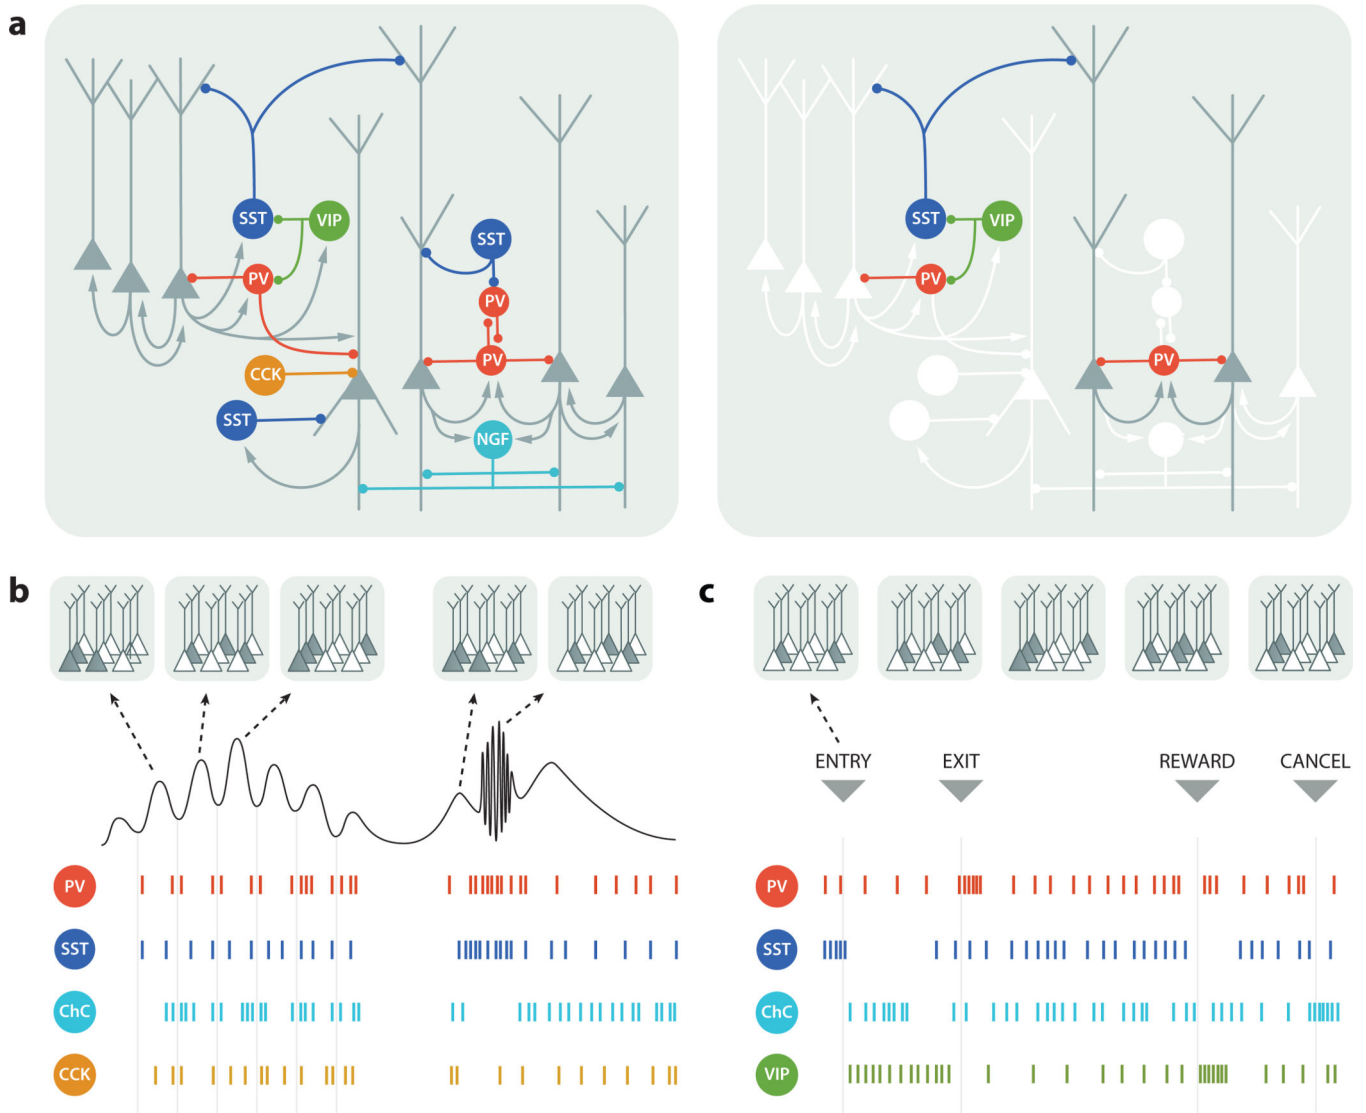 a
SST
VIP
SST
PV
PV
PV
CCK
SST
NGF
SST
VIP
PV
PV
b
c
ENTRY
EXIT
REWARD
CANCEL
PV
SST
ChC
CCK
PV
SST
ChC
VIP